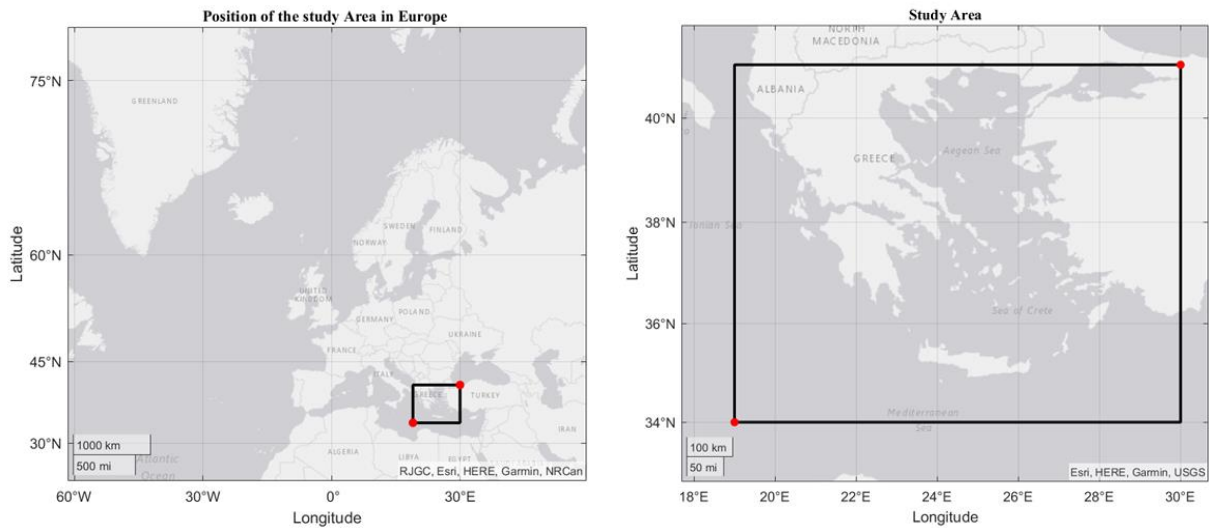 Position of the study Area in Europe
75°N
60°N
45°N
30°N
Latitude
GREENLAND
SWEDEN
FINLAND
NORWAY
UNITED
KINGDOM
POLAND
GERMANY
UKRAINE
FRANCE
ITALY
GREECE
TURKEY
IRAN
ALGERIA
LIBYA
EGYPT
Atlantic
Ocean
1000 km
500 mi
RJGC, Esri, HERE, Garmin, NRCan
60°W
30°W
0°
30°E
Longitude
Study Area
40°N
38°N
36°N
34°N
Latitude
NORTH
MACEDONIA
ALBANIA
GREECE
Aegean Sea
Ionian Sea
Sea of Crete
Mediterranean
Sea
100 km
50 mi
Esri, HERE, Garmin, USGS
18°E
20°E
22°E
24°E
26°E
28°E
30°E
Longitude